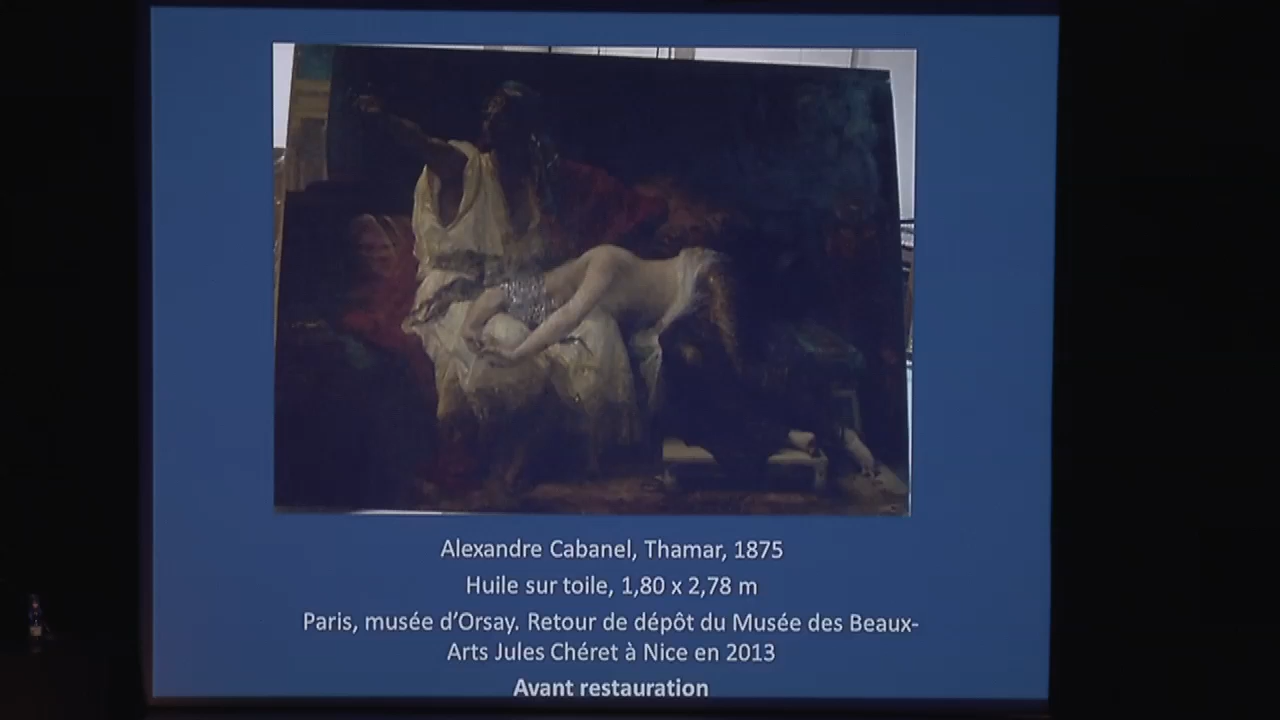 Alexandre Cabanel, Thamar, 1875
Huile sur toile, 1,80 x 2,78 m
Paris, musée d’Orsay. Retour de dépôt du Musée des Beaux-
Arts Jules Chéret à Nice en 2013
Avant restauration